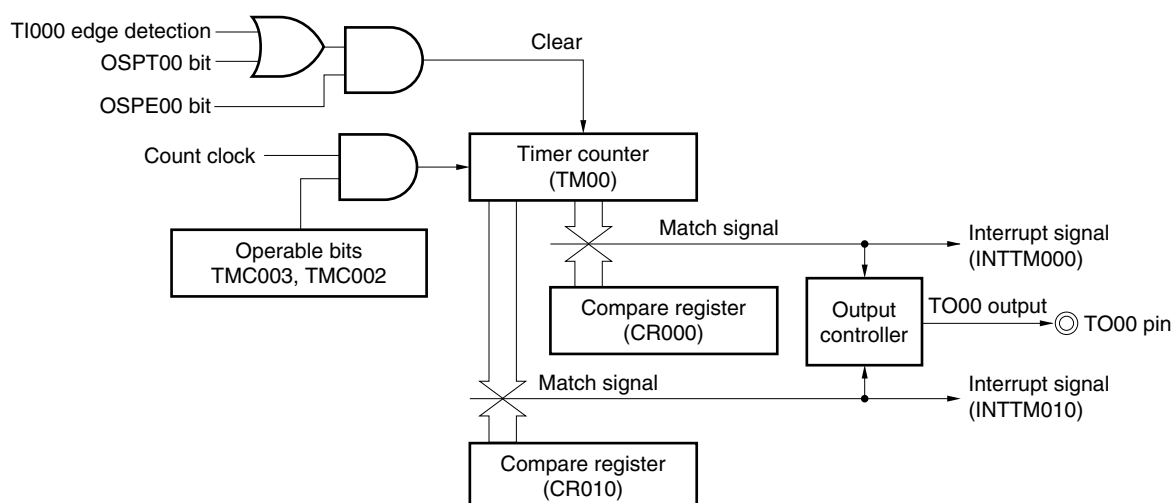 TI000 edge detection
OSPT00 bit
OSPE00 bit
Clear
Count clock
Timer counter
(TM00)
Operable bits
TMC003, TMC002
Match signal
Interrupt signal
(INTTM000)
Compare register
(CR000)
Output
controller
TO00 output
TO00 pin
Match signal
Interrupt signal
(INTTM010)
Compare register
(CR010)